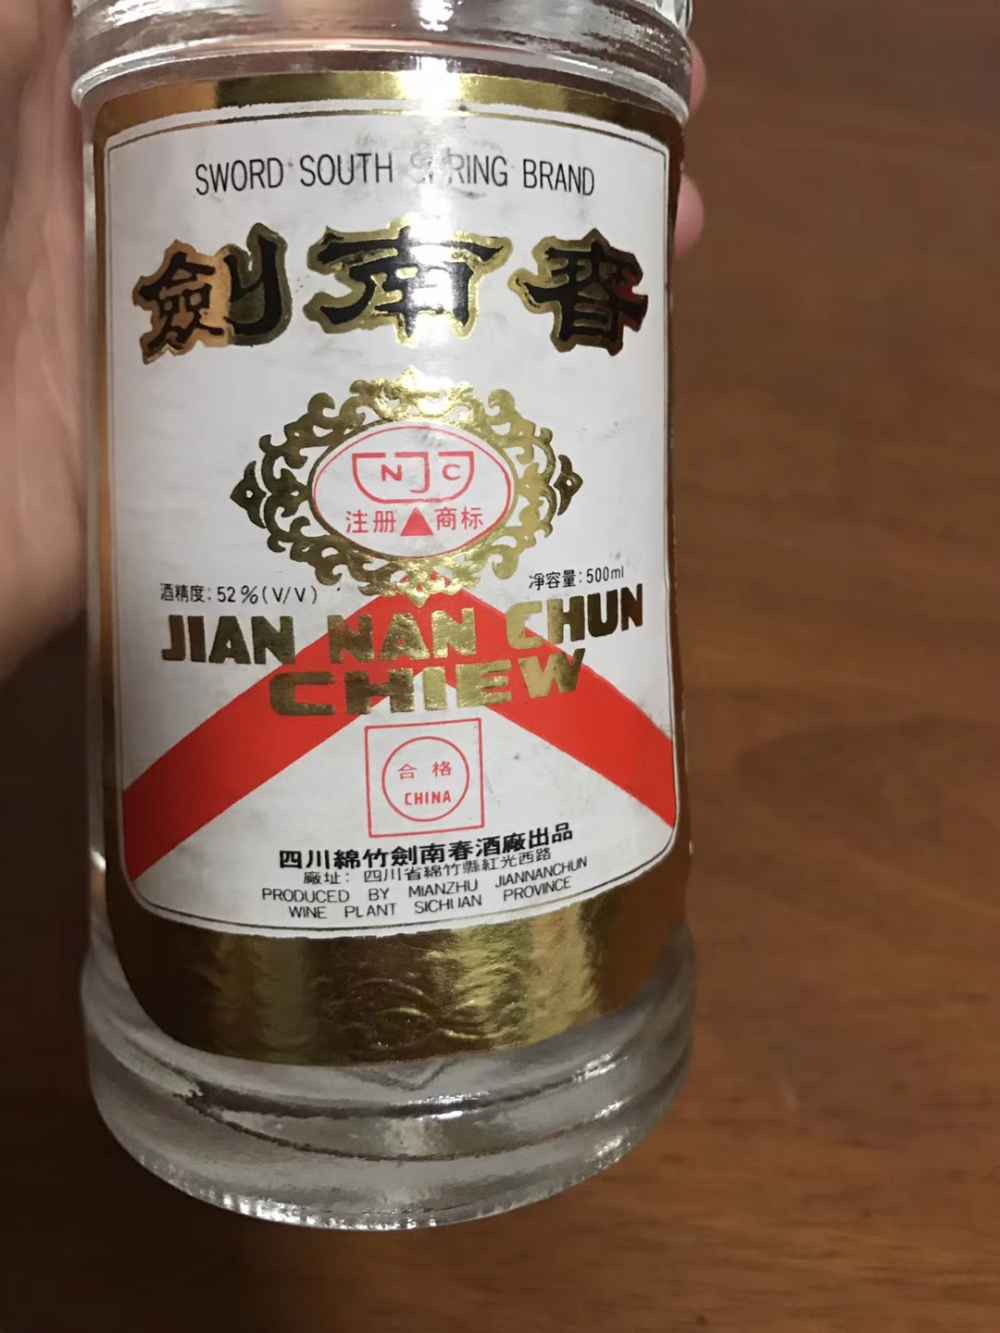 SWORD SOUTH SPRING BRAND
劍南春
NJC
注册 商标
酒精度: 52%(V/V)
凈容量: 500ml
JIAN NAN CHUN
CHIEW
合格
CHINA
四川綿竹劍南春酒廠出品
廠址: 四川省綿竹縣紅光西路
PRODUCED BY MIANZHU JIANNANCHUN
WINE PLANT SICHUAN PROVINCE